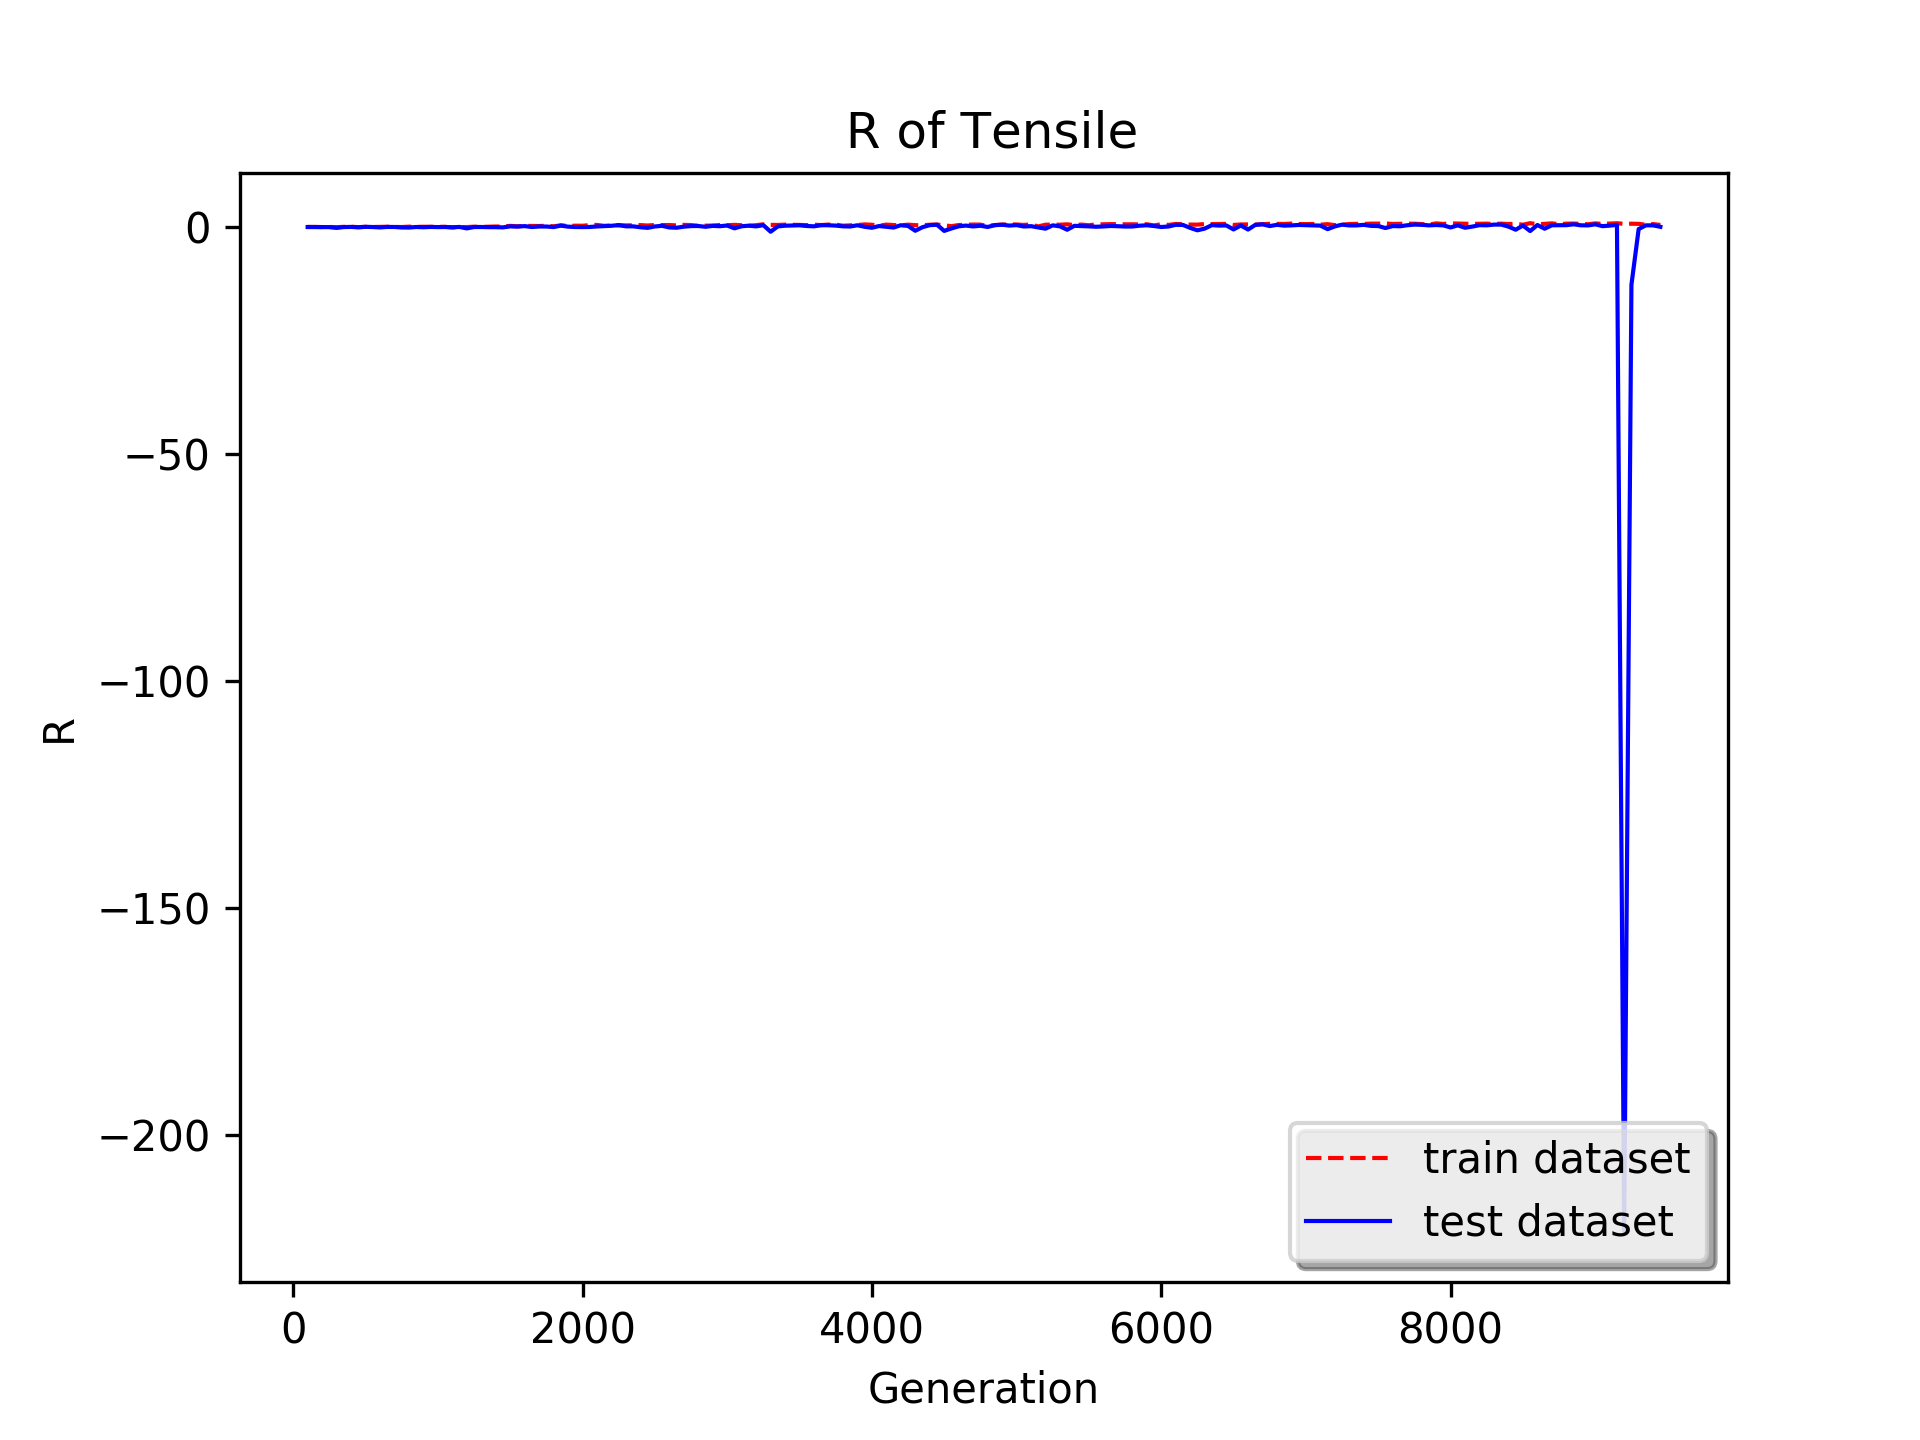 R of Tensile
R
0
−50
−100
−150
−200
train dataset
test dataset
0 2000 4000 6000 8000
Generation